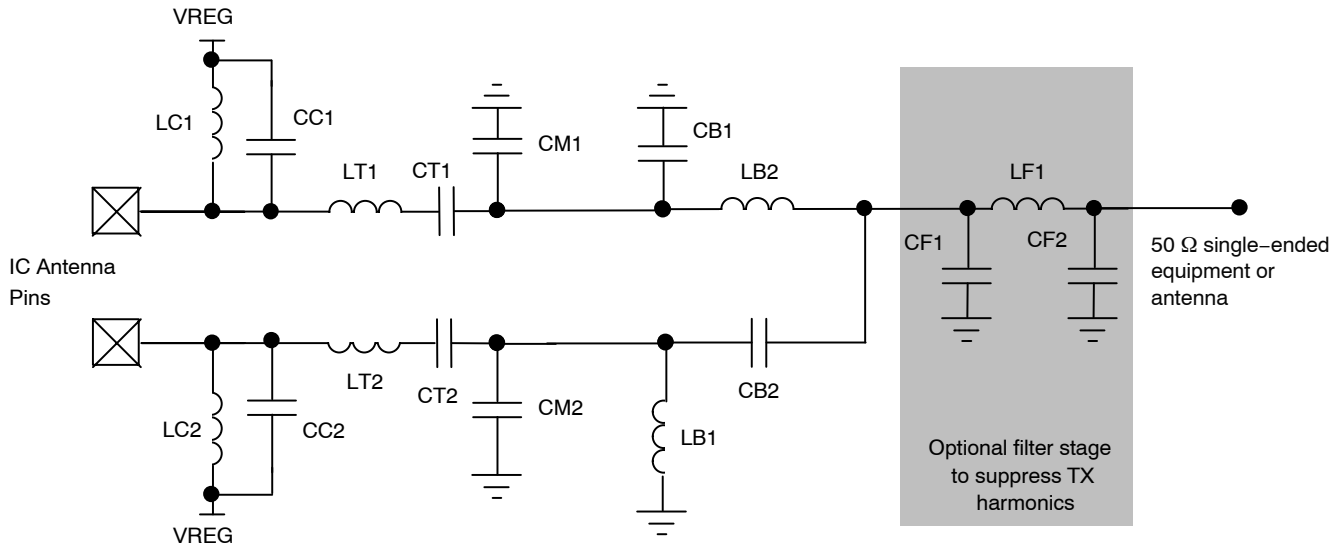 VREG
LC1
CC1
LT1
CT1
CM1
CB1
LB2
LF1
CF1
CF2
IC Antenna
Pins
50 Ω single−ended
equipment or
antenna
LT2
CT2
CB2
LC2
CC2
CM2
LB1
Optional filter stage
to suppress TX
harmonics
VREG